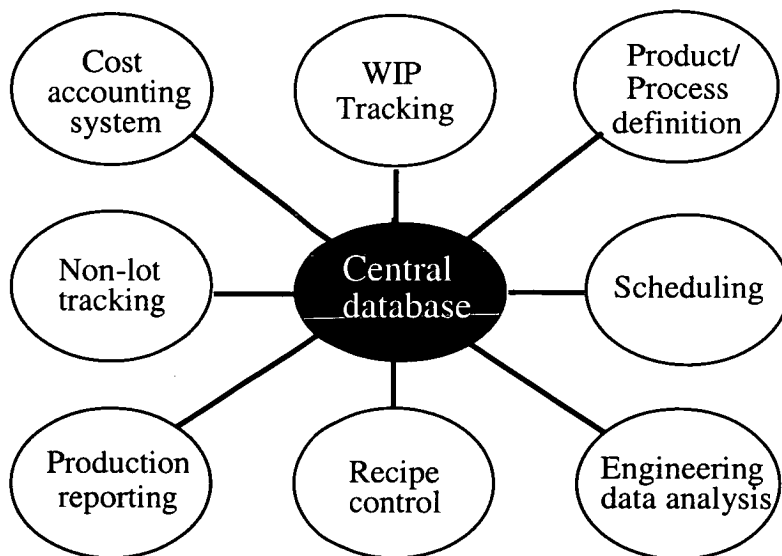 Cost
accounting
system
WIP
Tracking
Product/
Process
definition
Non-lot
tracking
Central
database
Scheduling
Production
reporting
Recipe
control
Engineering
data analysis